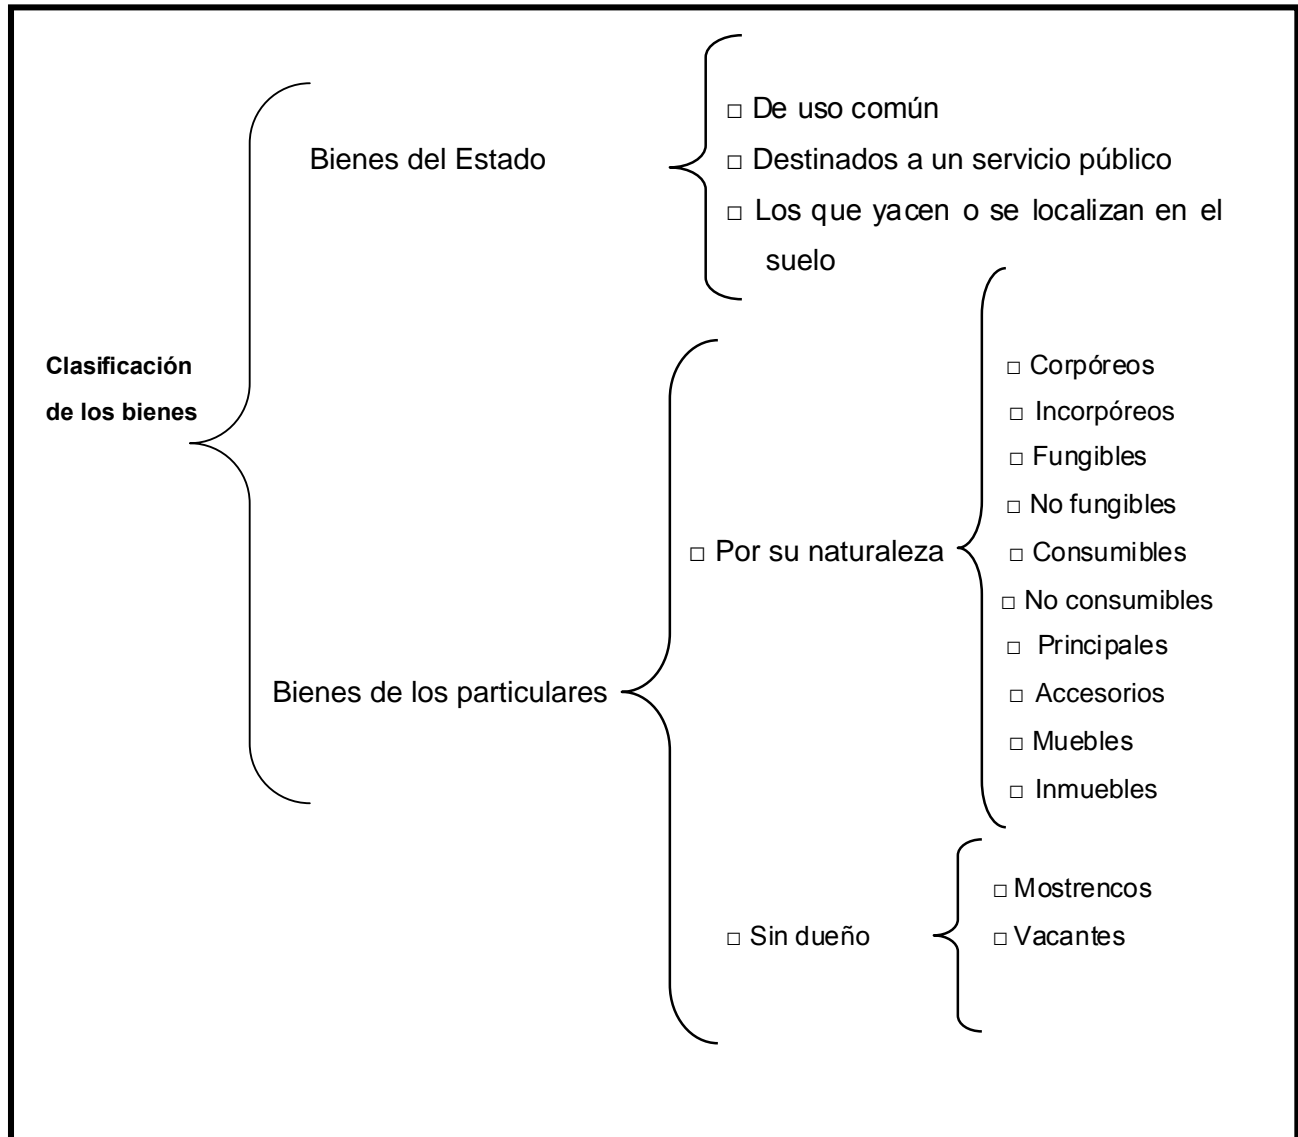 Clasificación
de los bienes
Bienes del Estado
□ De uso común
□ Destinados a un servicio público
□ Los que yacen o se localizan en el
suelo
Bienes de los particulares
□ Por su naturaleza
□ Corpóreos
□ Incorpóreos
□ Fungibles
□ No fungibles
□ Consumibles
□ No consumibles
□ Principales
□ Accesorios
□ Muebles
□ Inmuebles
□ Sin dueño
□ Mostrencos
□ Vacantes